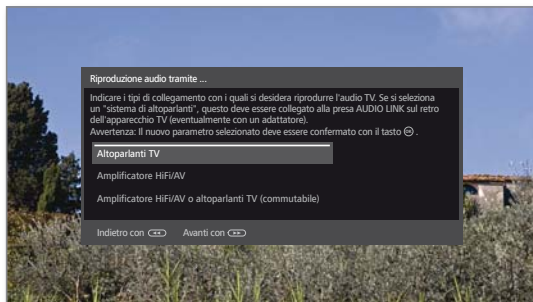 Riproduzione audio tramite ...
Indicare i tipi di collegamento con i quali si desidera riprodurre l'audio TV. Se si seleziona
un "sistema di altoparlanti", questo deve essere collegato alla presa AUDIO LINK sul retro
dell'apparecchio TV (eventualmente con un adattatore).
Avvertenza: Il nuovo parametro selezionato deve essere confermato con il tasto OK .
Altoparlanti TV
Amplificatore HiFi/AV
Amplificatore HiFi/AV o altoparlanti TV (commutabile)
Indietro con ◄◄ Avanti con ►►